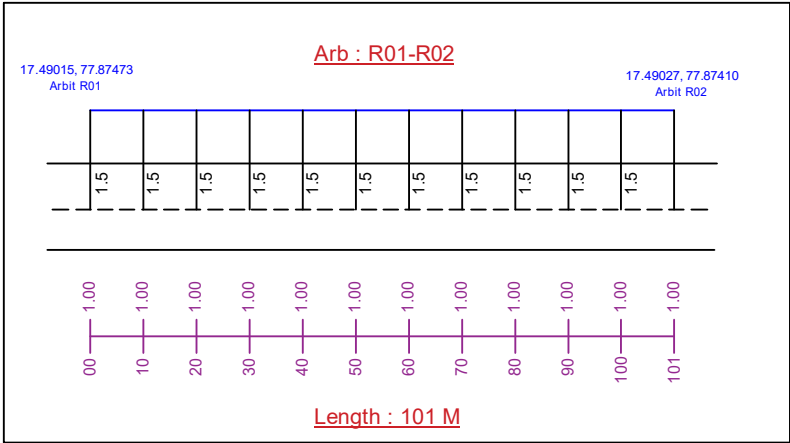 Arb : R01-R02
17.49015, 77.87473
Arbit R01
17.49027, 77.87410
Arbit R02
1.5 1.5 1.5 1.5 1.5 1.5 1.5 1.5 1.5 1.5 1.5
1.00 1.00 1.00 1.00 1.00 1.00 1.00 1.00 1.00 1.00 1.00 1.00
00 10 20 30 40 50 60 70 80 90 100 101
Length : 101 M